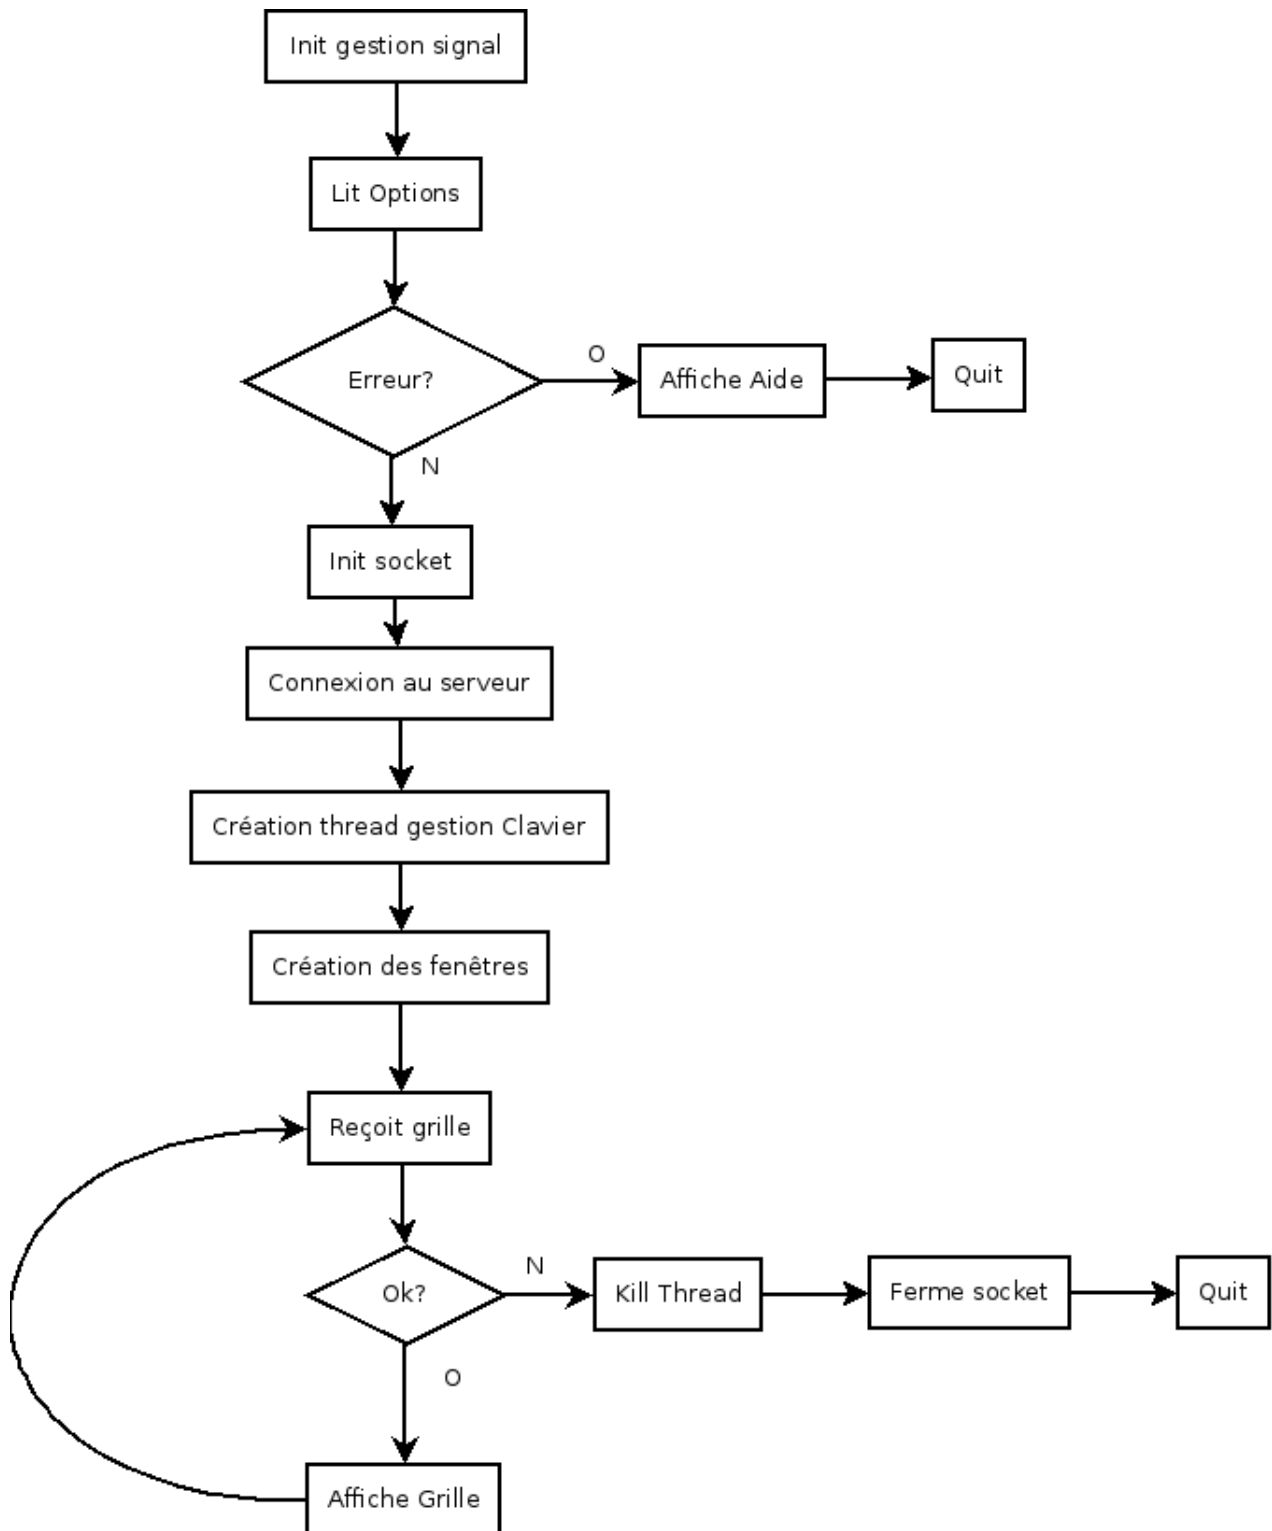 Init gestion signal
Lit Options
Erreur?
O
Affiche Aide
Quit
N
Init socket
Connexion au serveur
Création thread gestion Clavier
Création des fenêtres
Reçoit grille
Ok?
N
Kill Thread
Ferme socket
Quit
O
Affiche Grille